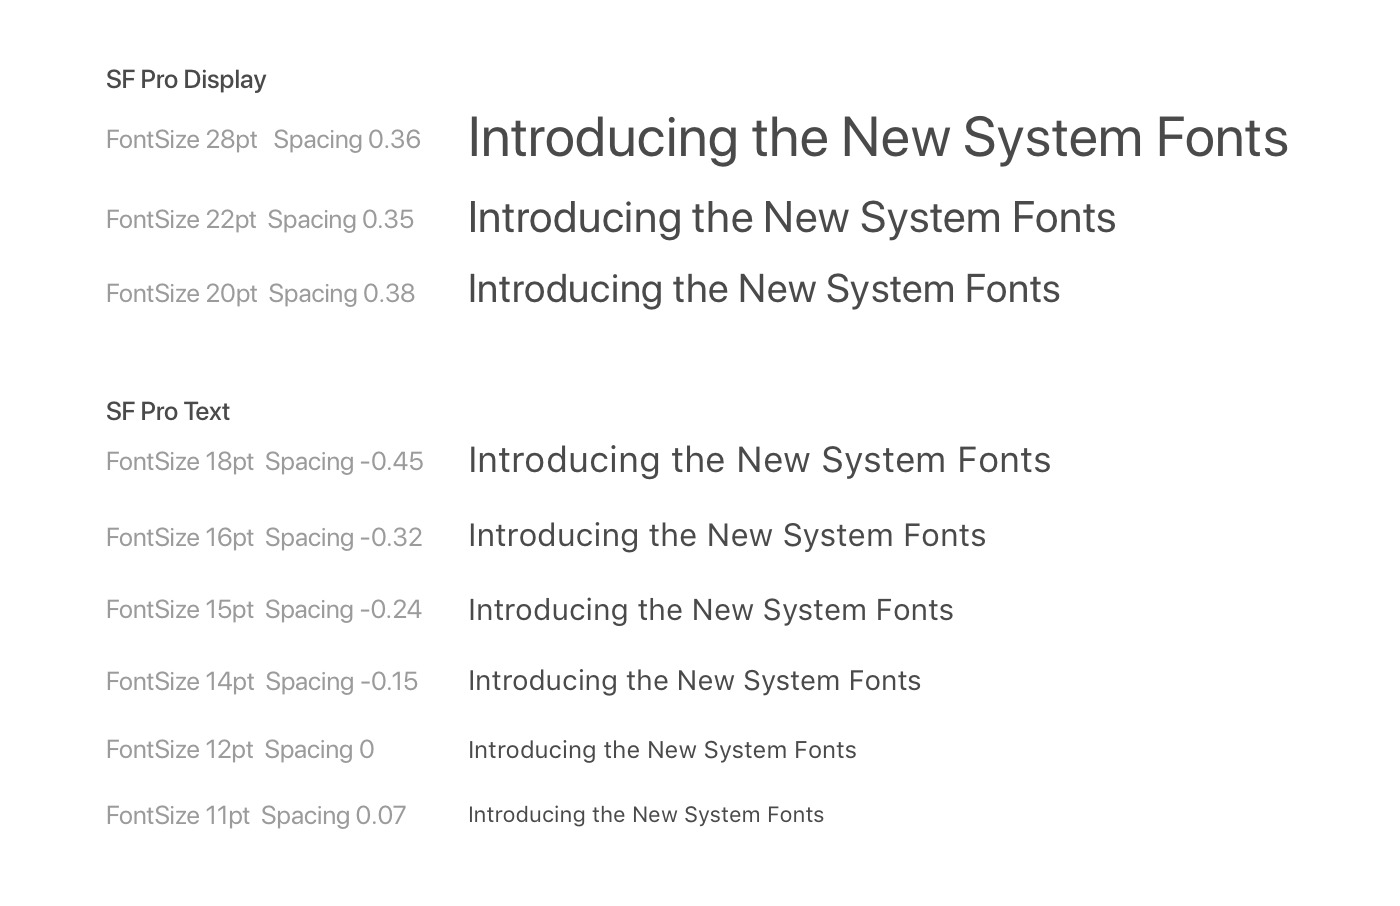 SF Pro Display
FontSize 28pt Spacing 0.36 Introducing the New System Fonts
FontSize 22pt Spacing 0.35 Introducing the New System Fonts
FontSize 20pt Spacing 0.38 Introducing the New System Fonts
SF Pro Text
FontSize 18pt Spacing -0.45 Introducing the New System Fonts
FontSize 16pt Spacing -0.32 Introducing the New System Fonts
FontSize 15pt Spacing -0.24 Introducing the New System Fonts
FontSize 14pt Spacing -0.15 Introducing the New System Fonts
FontSize 12pt Spacing 0 Introducing the New System Fonts
FontSize 11pt Spacing 0.07 Introducing the New System Fonts